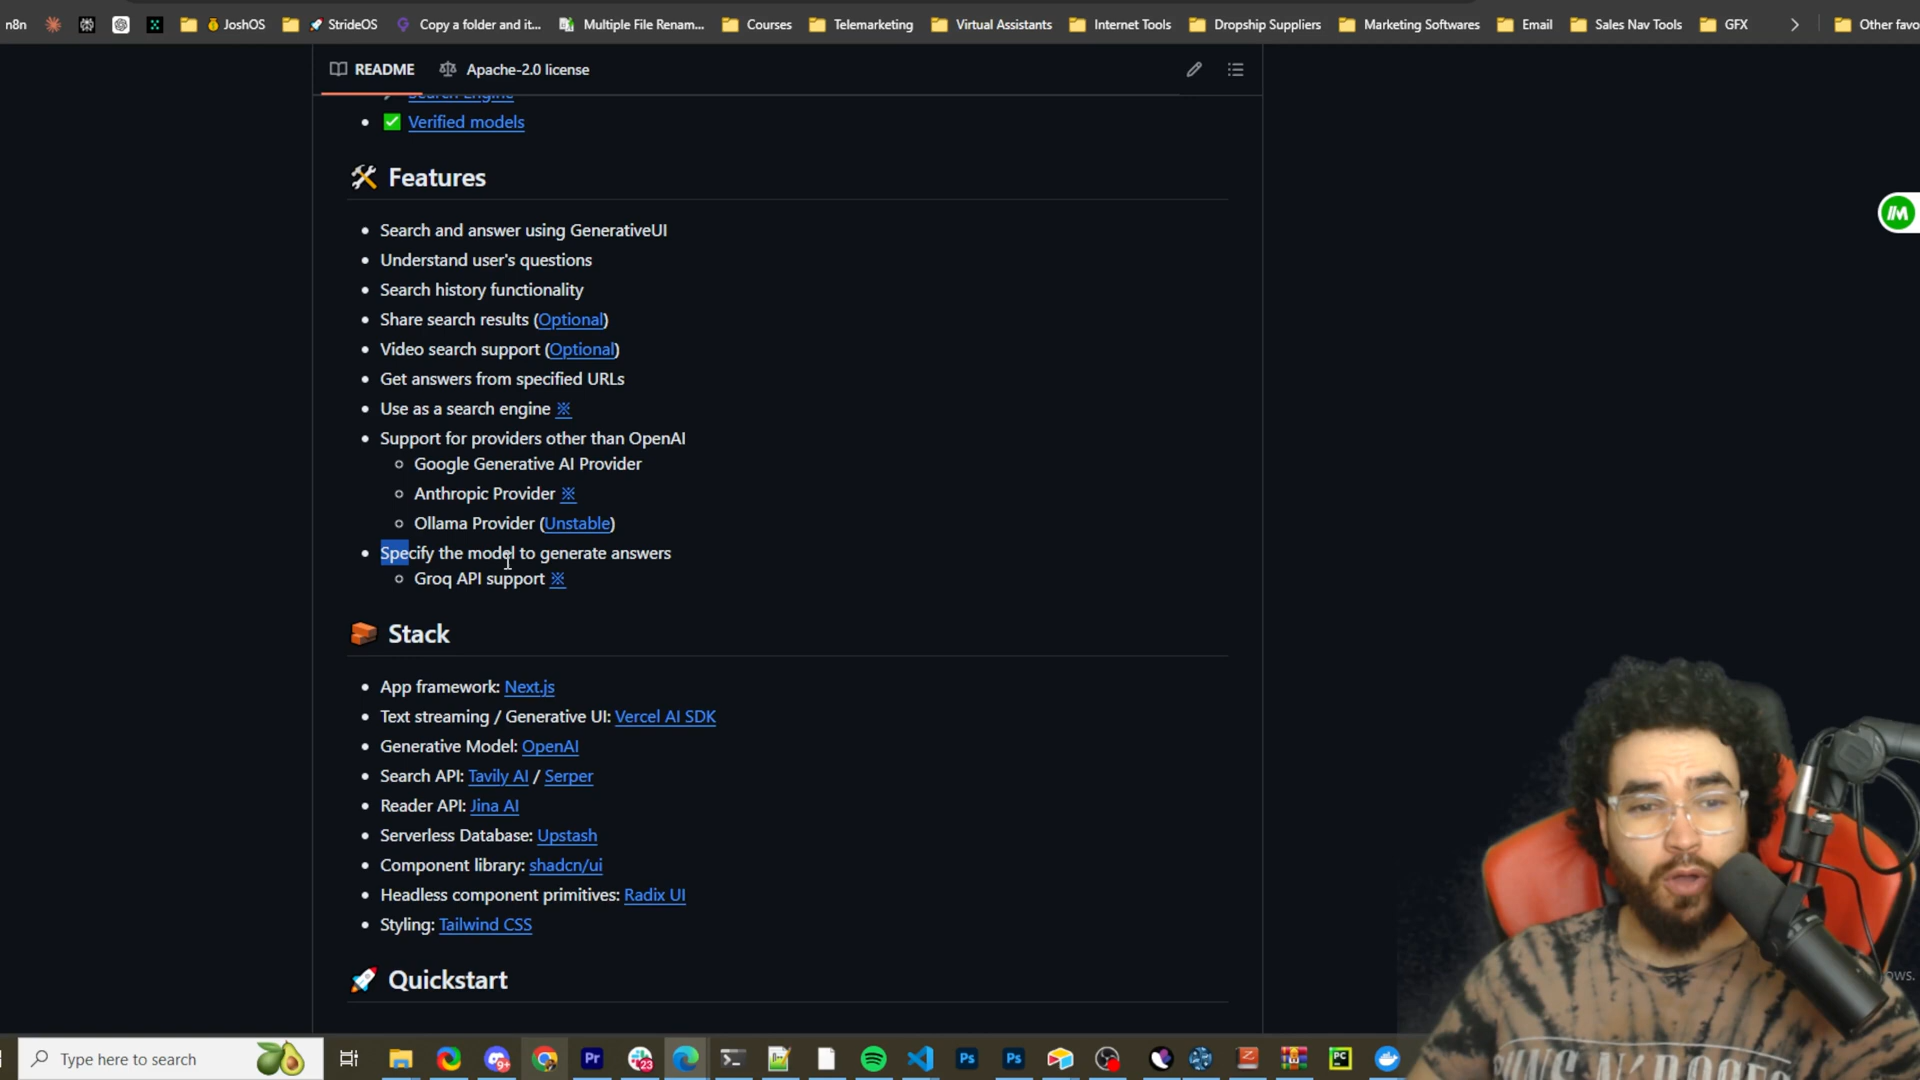 n8n JoshOS StrideOS Copy a folder and it... Multiple File Renam... Courses Telemarketing Virtual Assistants Internet Tools Dropship Suppliers Marketing Softwares Email Sales Nav Tools GFX Other favo
README Apache-2.0 license
Search Engine
Verified models
Features
Search and answer using GenerativeUI
Understand user's questions
Search history functionality
Share search results (Optional)
Video search support (Optional)
Get answers from specified URLs
Use as a search engine ※
Support for providers other than OpenAI
Google Generative AI Provider
Anthropic Provider ※
Ollama Provider (Unstable)
Specify the model to generate answers
Groq API support ※
Stack
App framework: Next.js
Text streaming / Generative UI: Vercel AI SDK
Generative Model: OpenAI
Search API: Tavily AI / Serper
Reader API: Jina AI
Serverless Database: Upstash
Component library: shadcn/ui
Headless component primitives: Radix UI
Styling: Tailwind CSS
Quickstart
ows.
Type here to search